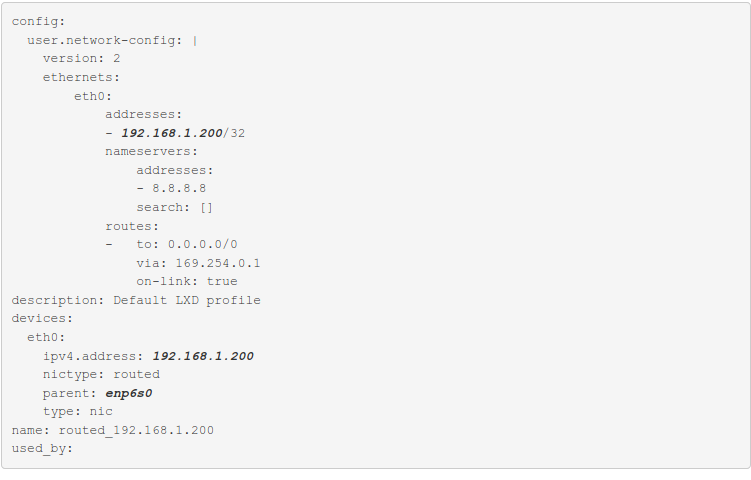 config:
  user.network-config: |
    version: 2
    ethernets:
        eth0:
            addresses:
            - 192.168.1.200/32
            nameservers:
                addresses:
                - 8.8.8.8
                search: []
            routes:
            -   to: 0.0.0.0/0
                via: 169.254.0.1
                on-link: true
description: Default LXD profile
devices:
  eth0:
    ipv4.address: 192.168.1.200
    nictype: routed
    parent: enp6s0
    type: nic
name: routed_192.168.1.200
used_by: